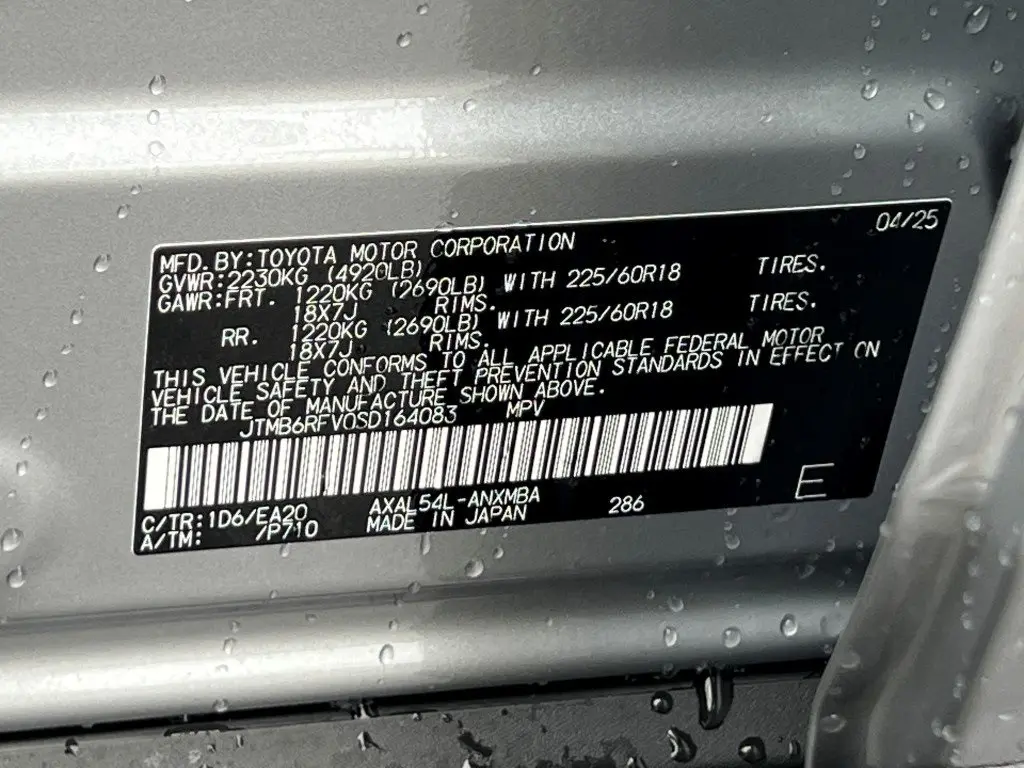 04/25
MFD. BY:TOYOTA MOTOR CORPORATION
GVWR:2230KG (4920LB)
GAWR:FRT. 1220KG (2690LB) WITH 225/60R18 TIRES.
18X7J RIMS.
RR. 1220KG (2690LB) WITH 225/60R18 TIRES.
18X7J RIMS.
THIS VEHICLE CONFORMS TO ALL APPLICABLE FEDERAL MOTOR
VEHICLE SAFETY AND THEFT PREVENTION STANDARDS IN EFFECT ON
THE DATE OF MANUFACTURE SHOWN ABOVE.
JTMB6RFV0SD164083 MPV
C/TR:1D6/EA20 AXAL54L-ANXMBA 286 E
A/TM: /P710 MADE IN JAPAN